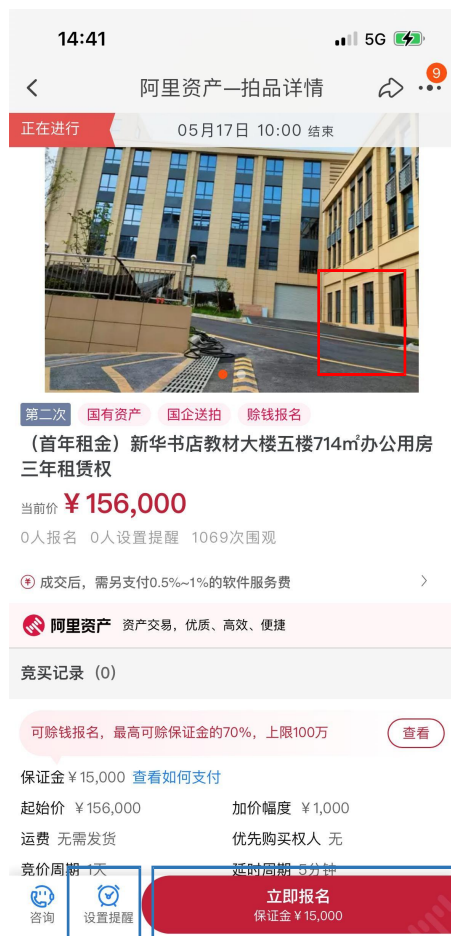 14:41
5G
阿里资产—拍品详情
9
正在进行
05月17日 10:00 结束
第二次 国有资产 国企送拍 赊钱报名
（首年租金）新华书店教材大楼五楼714㎡办公用房三年租赁权
当前价 ¥156,000
0人报名 0人设置提醒 1069次围观
成交后，需另支付0.5%~1%的软件服务费
阿里资产 资产交易，优质、高效、便捷
竞买记录（0）
可赊钱报名，最高可赊保证金的70%，上限100万 查看
保证金 ¥15,000 查看如何支付
起始价 ¥156,000 加价幅度 ¥1,000
运费 无需发货 优先购买权人 无
竞价周期 1天 延时周期 5分钟
咨询 设置提醒
立即报名
保证金 ¥15,000